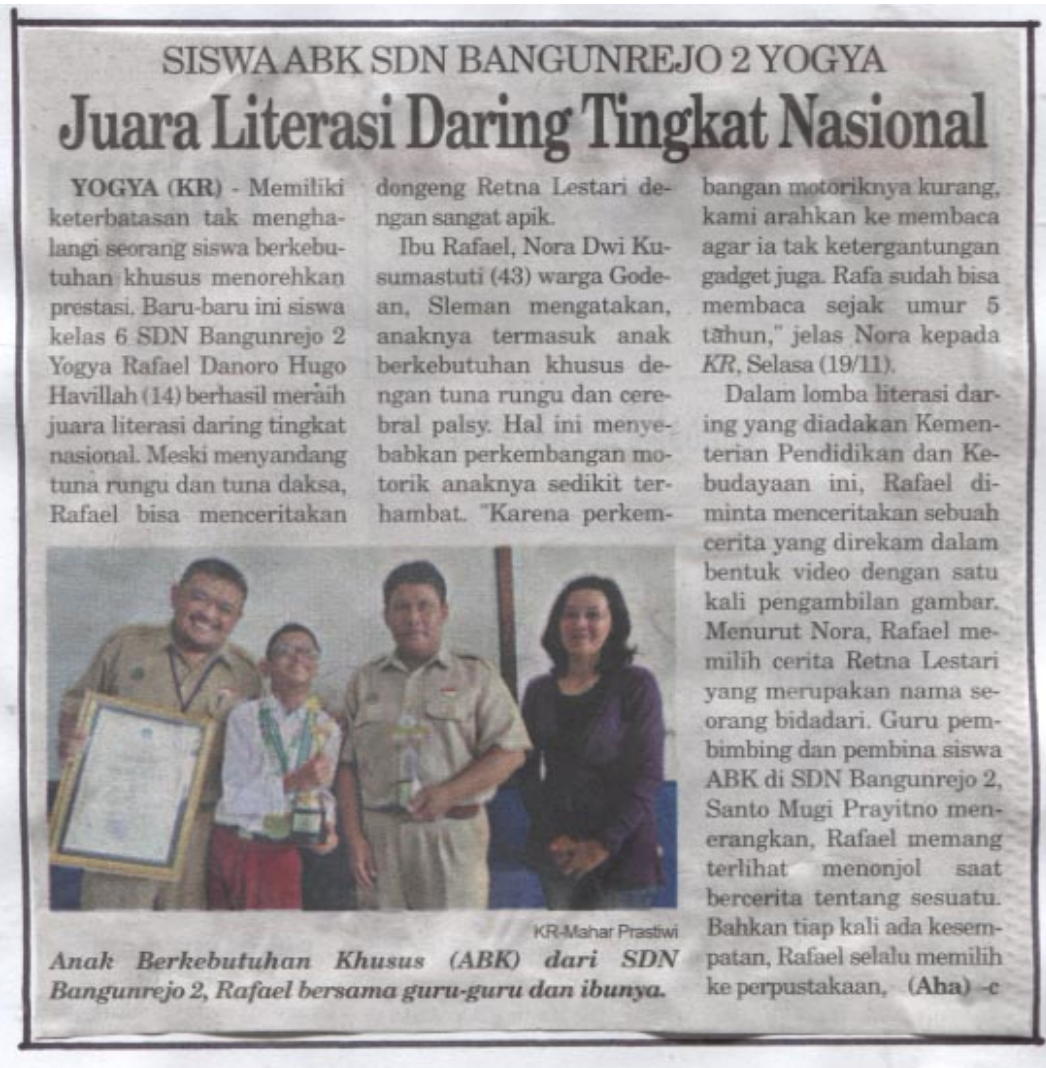 SISWA ABK SDN BANGUNREJO 2 YOGYA
Juara Literasi Daring Tingkat Nasional
YOGYA (KR) - Memiliki
keterbatasan tak mengha-
langi seorang siswa berkebu-
tuhan khusus menorehkan
prestasi. Baru-baru ini siswa
kelas 6 SDN Bangunrejo 2
Yogya Rafael Danoro Hugo
Havillah (14) berhasil meraih
juara literasi daring tingkat
nasional. Meski menyandang
tuna rungu dan tuna daksa,
Rafael bisa menceritakan
dongeng Retna Lestari de-
ngan sangat apik.
Ibu Rafael, Nora Dwi Ku-
sumastuti (43) warga Gode-
an, Sleman mengatakan,
anaknya termasuk anak
berkebutuhan khusus de-
ngan tuna rungu dan cere-
bral palsy. Hal ini menye-
babkan perkembangan mo-
torik anaknya sedikit ter-
hambat. "Karena perkem-
bangan motoriknya kurang,
kami arahkan ke membaca
agar ia tak ketergantungan
gadget juga. Rafa sudah bisa
membaca sejak umur 5
tahun," jelas Nora kepada
KR, Selasa (19/11).
Dalam lomba literasi dar-
ing yang diadakan Kemen-
terian Pendidikan dan Ke-
budayaan ini, Rafael di-
minta menceritakan sebuah
cerita yang direkam dalam
bentuk video dengan satu
kali pengambilan gambar.
Menurut Nora, Rafael me-
milih cerita Retna Lestari
yang merupakan nama se-
orang bidadari. Guru pem-
bimbing dan pembina siswa
ABK di SDN Bangunrejo 2,
Santo Mugi Prayitno men-
erangkan, Rafael memang
terlihat menonjol saat
bercerita tentang sesuatu.
Bahkan tiap kali ada kesem-
patan, Rafael selalu memilih
ke perpustakaan, (Aha) -c
KR-Mahar Prastiwi
Anak Berkebutuhan Khusus (ABK) dari SDN
Bangunrejo 2, Rafael bersama guru-guru dan ibunya.